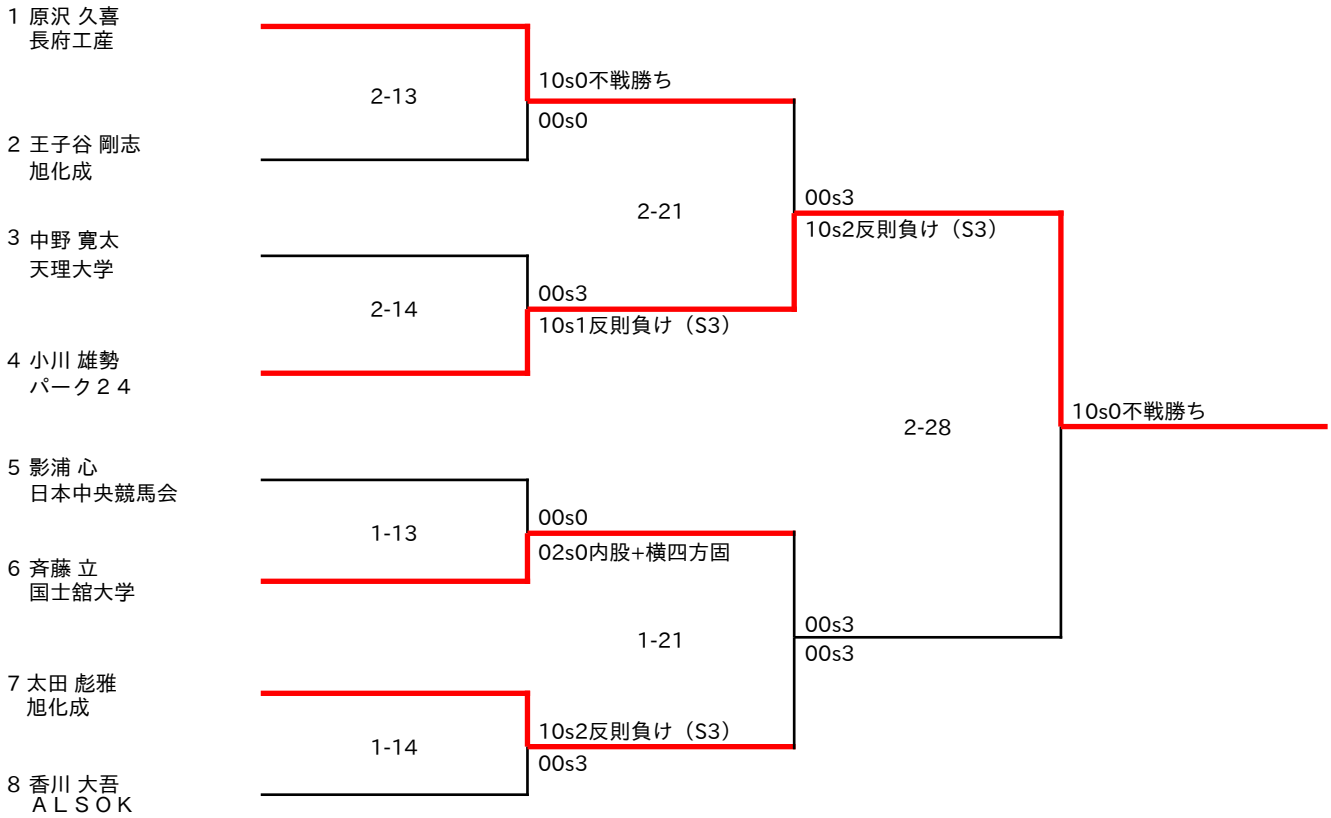 1 原沢 久喜
長府工産
2-13
10s0不戦勝ち
00s0
2 王子谷 剛志
旭化成
2-21
00s3
10s2反則負け（S3）
3 中野 寛太
天理大学
2-14
00s3
10s1反則負け（S3）
4 小川 雄勢
パーク２４
2-28
10s0不戦勝ち
5 影浦 心
日本中央競馬会
1-13
00s0
02s0内股+横四方固
6 斉藤 立
国士舘大学
1-21
00s3
00s3
7 太田 彪雅
旭化成
1-14
10s2反則負け（S3）
00s3
8 香川 大吾
ＡＬＳＯＫ